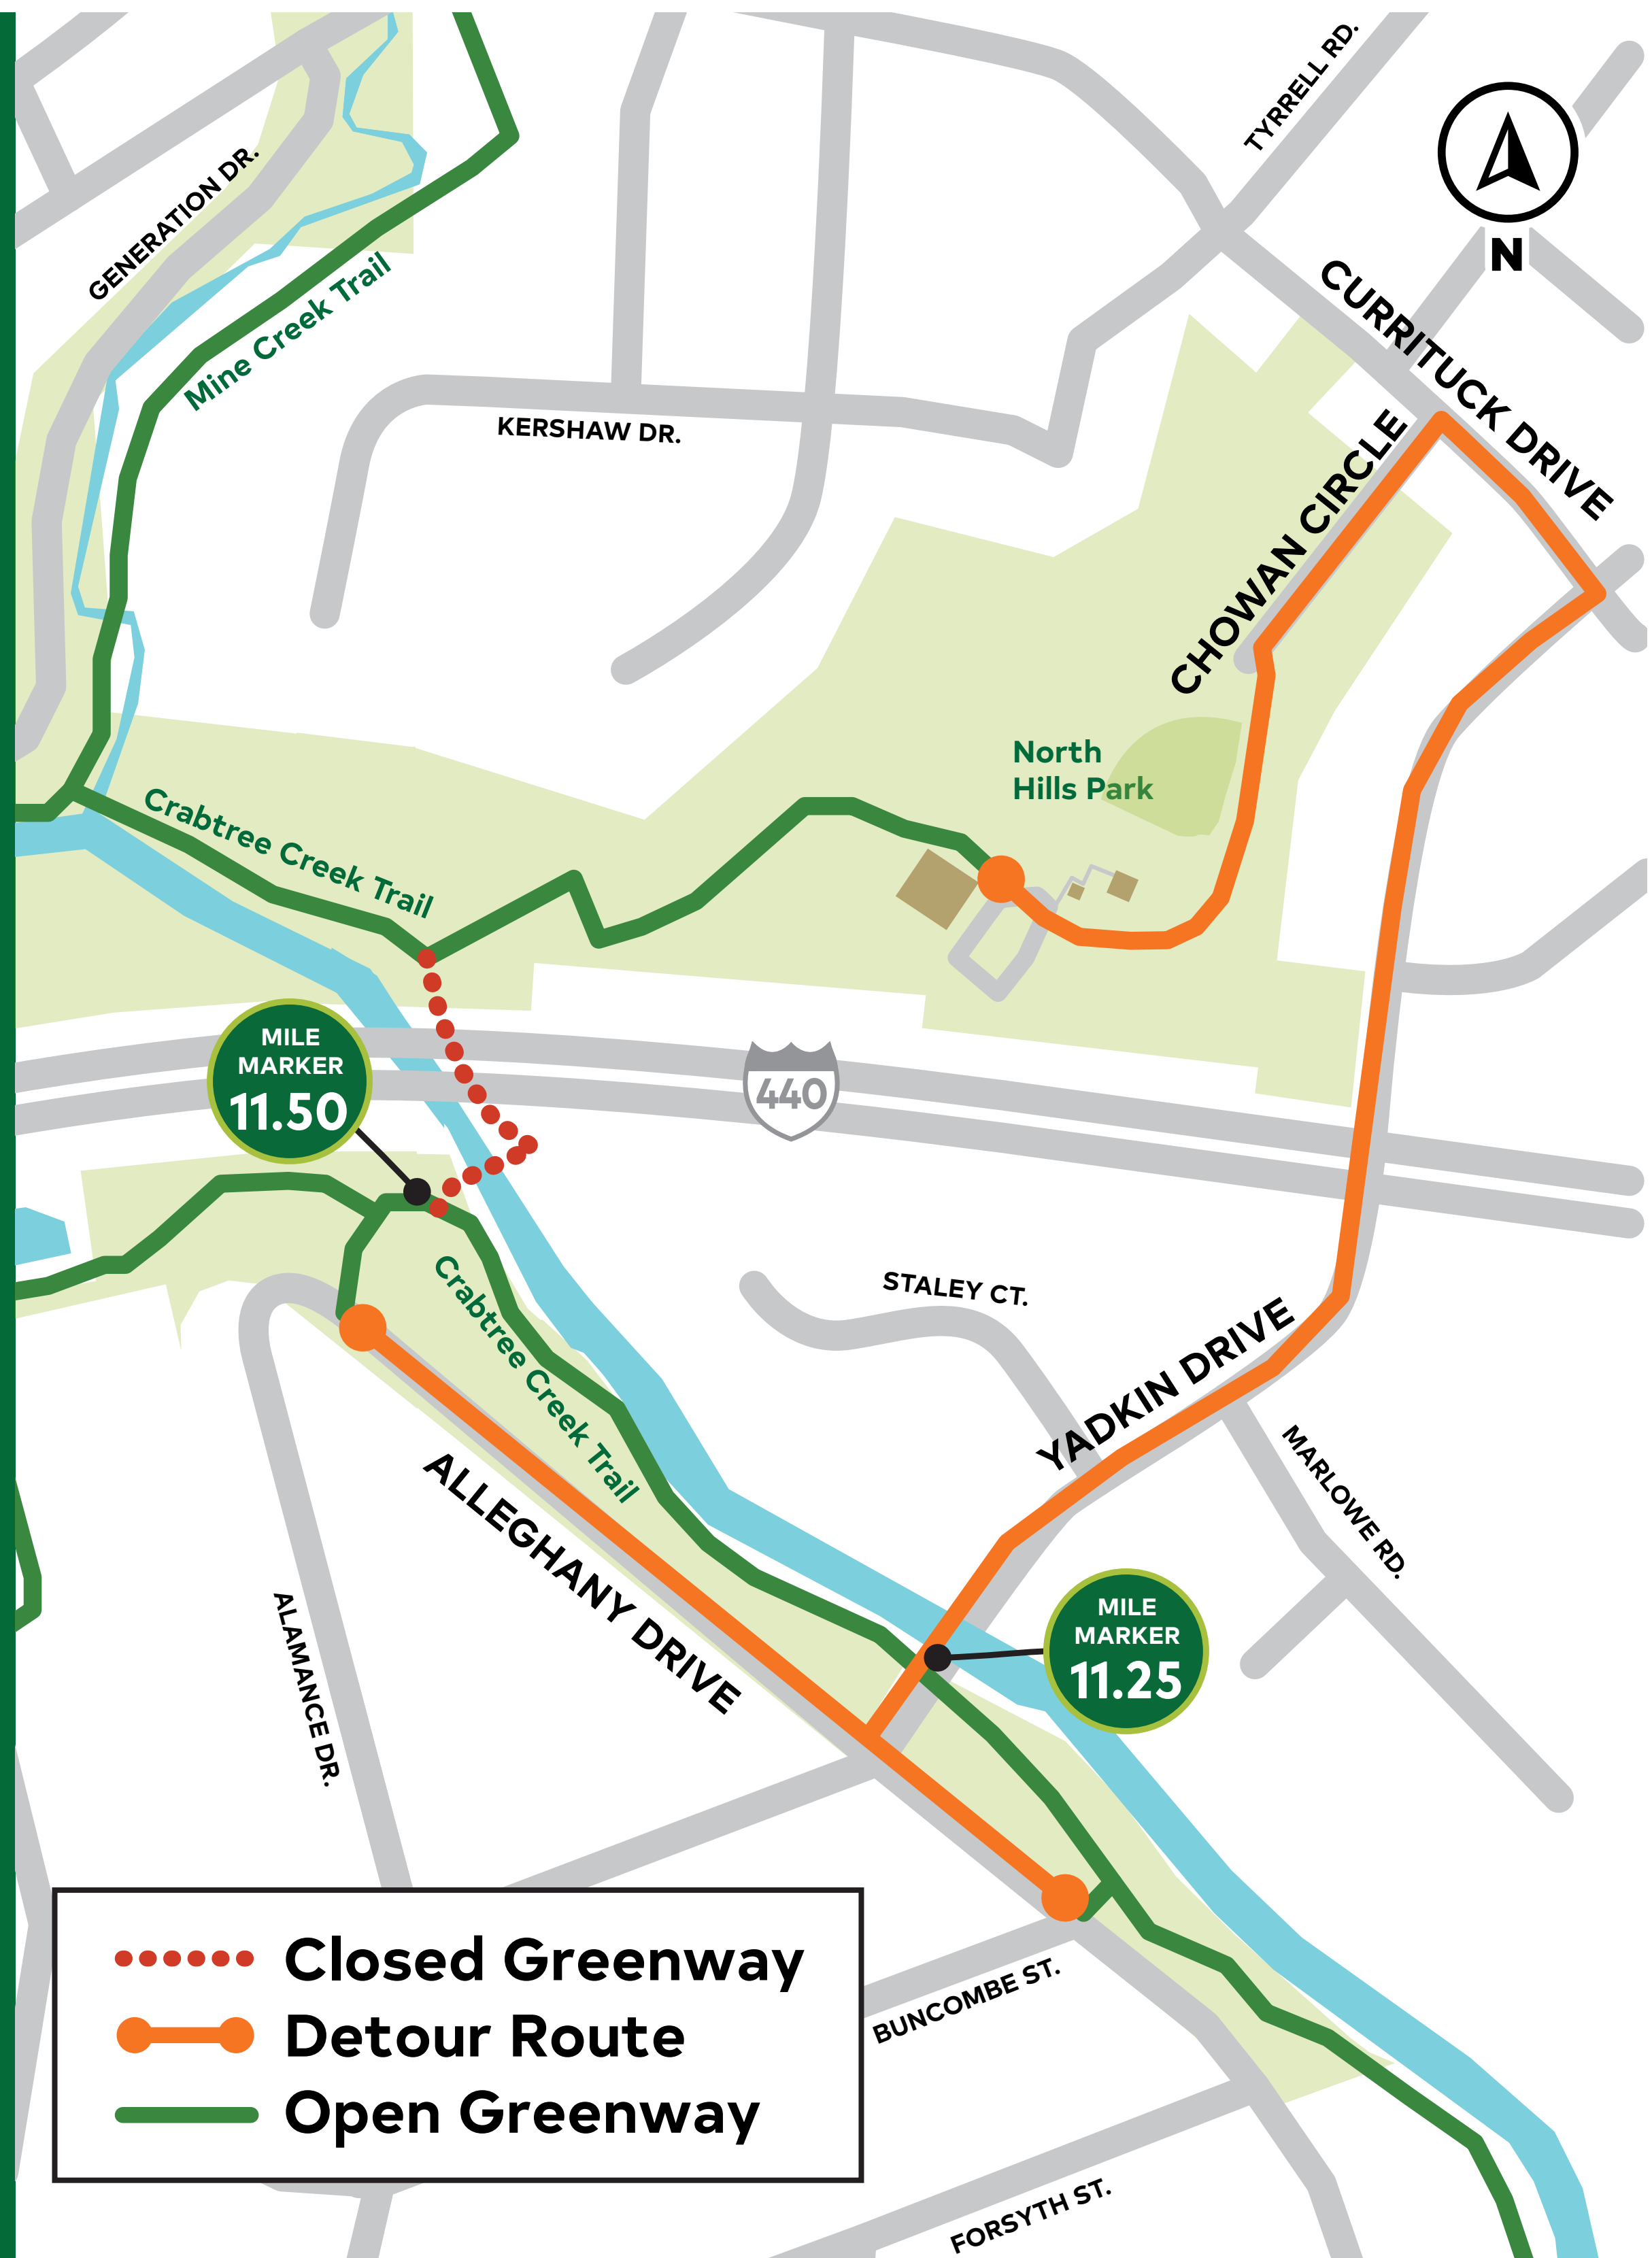 TYRRELL RD.
GENERATION DR.
N
CURRITUCK DRIVE
Mine Creek Trail
KERSHAW DR.
CHOWAN CIRCLE
North
Hills Park
Crabtree Creek Trail
MILE
MARKER
11.50
440
Crabtree Creek Trail
STALEY CT.
YADKIN DRIVE
MARLOWE RD.
ALLEGHANY DRIVE
ALAMANCE DR.
MILE
MARKER
11.25
Closed Greenway
Detour Route
Open Greenway
BUNCOMBE ST.
FORSYTH ST.